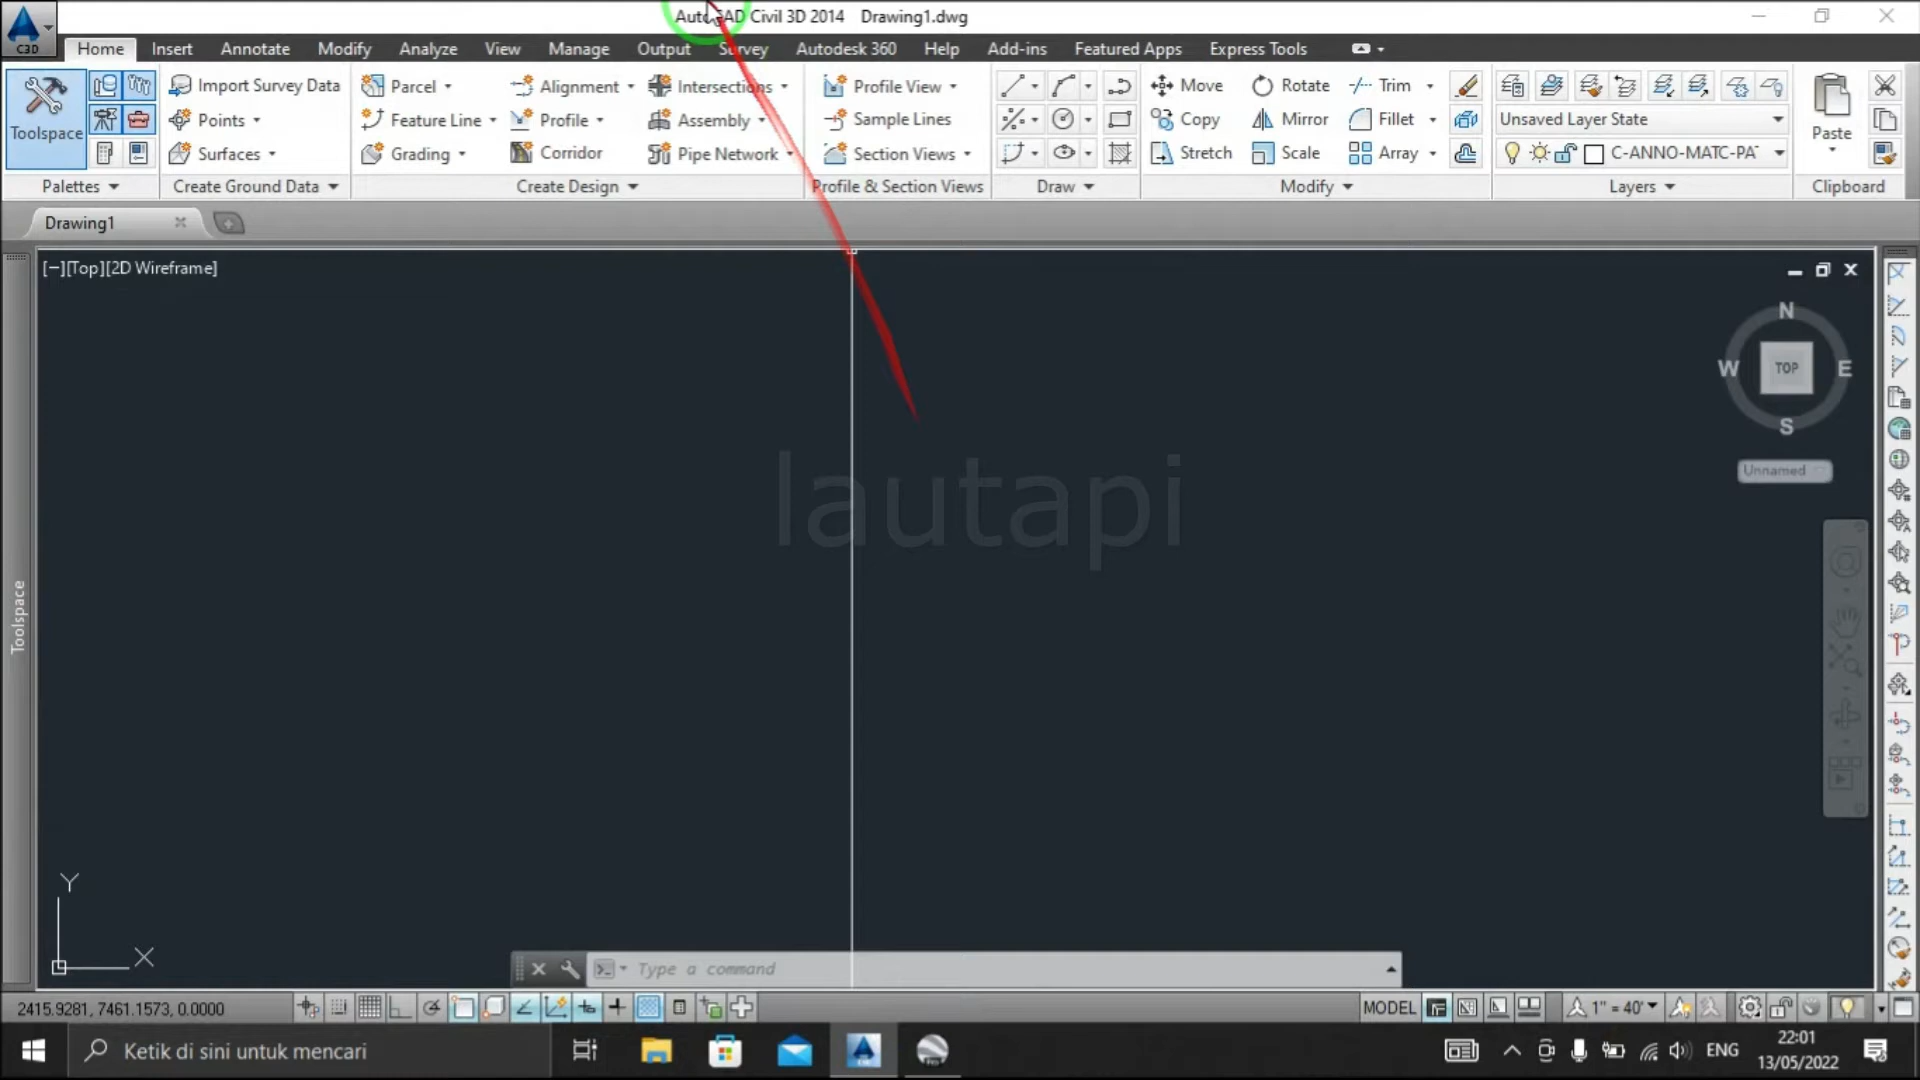 AutoCAD Civil 3D 2014 Drawing1.dwg
C3D
Home Insert Annotate Modify Analyze View Manage Output Survey Autodesk 360 Help Add-ins Featured Apps Express Tools
Toolspace
Import Survey Data
Points
Surfaces
Parcel
Feature Line
Grading
Alignment
Profile
Corridor
Intersections
Assembly
Pipe Network
Profile View
Sample Lines
Section Views
Move
Copy
Stretch
Rotate
Mirror
Scale
Trim
Fillet
Array
Unsaved Layer State
C-ANNO-MATC-PAT
Paste
Palettes Create Ground Data Create Design Profile & Section Views Draw Modify Layers Clipboard
Drawing1
[−][Top][2D Wireframe]
N
W TOP E
S
Unnamed
lautapi
Toolspace
Y
X
Type a command
2415.9281, 7461.1573, 0.0000
MODEL
1" = 40'
Ketik di sini untuk mencari
ENG
22:01
13/05/2022